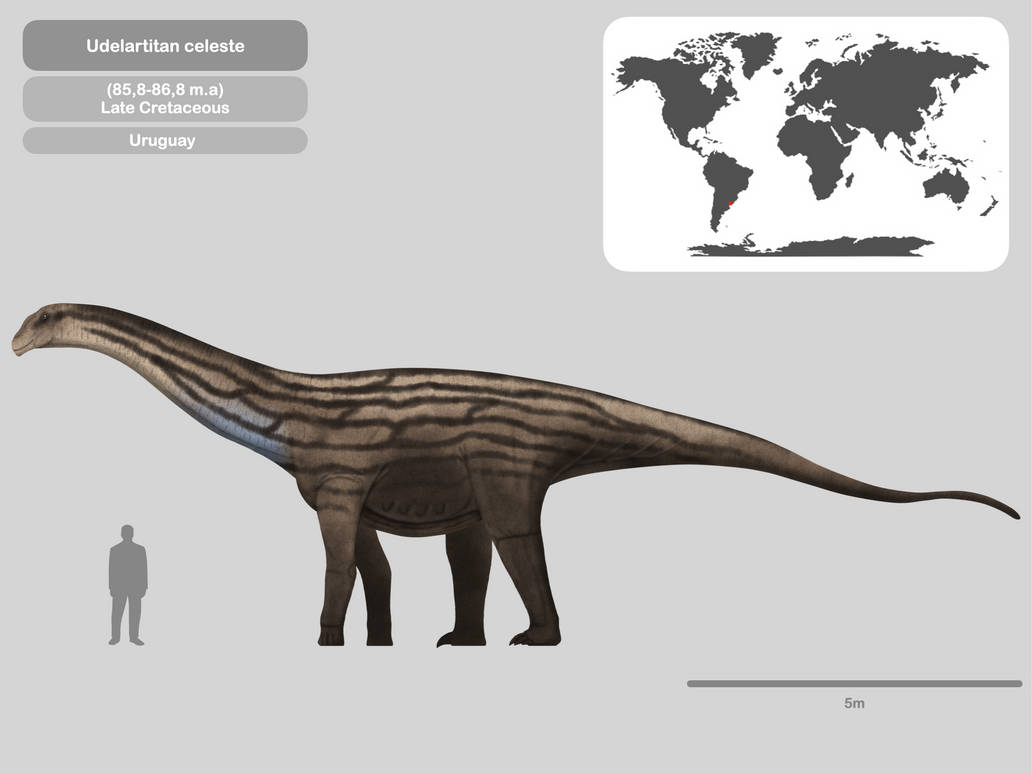 Udelartitan celeste
(85,8-86,8 m.a)
Late Cretaceous
Uruguay
5m